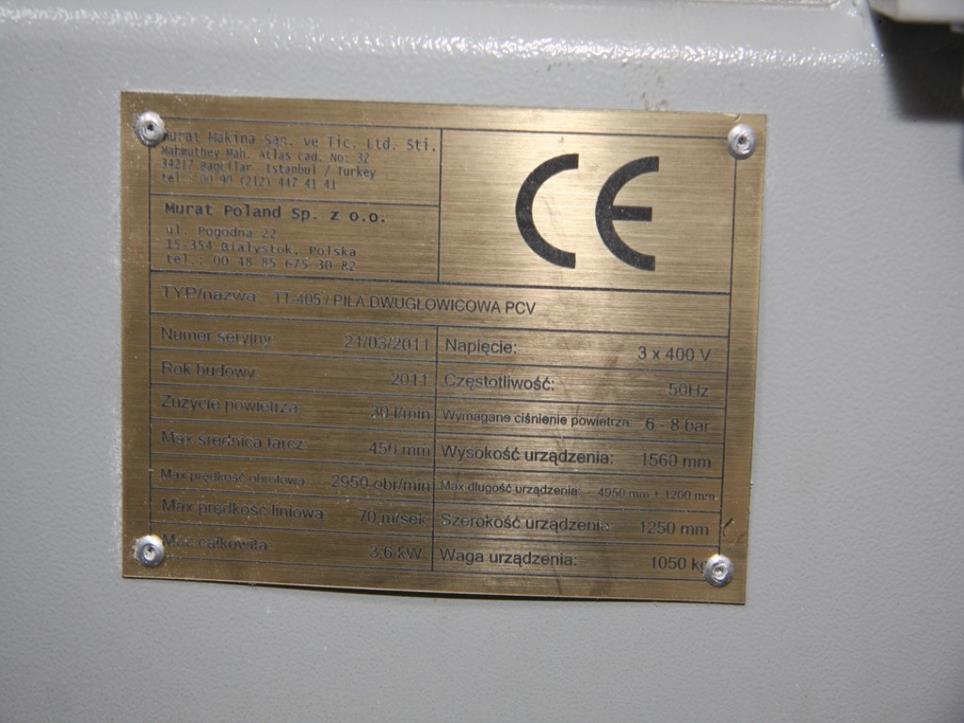 Murat Makina San. ve Tic. Ltd. Sti.
Mahmutbey Mah. Atlas cad. No: 32
34217 Bagcilar, Istanbul / Turkey
tel.: 00 90 (212) 447 41 41
Murat Poland Sp. z o.o.
ul. Pogodna 22
15-354 Bialystok, Polska
tel.: 00 48 85 675 30 82
CE
TYP/nazwa: TT-405 / PIŁA DWUGŁOWICOWA PCV
Numer seryjny: 21/03/2011 Napięcie: 3 x 400 V
Rok budowy: 2011 Częstotliwość: 50Hz
Zużycie powietrza: 30 l/min Wymagane ciśnienie powietrza: 6 - 8 bar
Max średnica tarcz: 450 mm Wysokość urządzenia: 1560 mm
Max prędkość obrotowa: 2950 obr/min Max długość urządzenia: 4950 mm + 1200 mm
Max prędkość liniowa: 70 m/sek Szerokość urządzenia: 1250 mm
Moc całkowita: 3,6 kW Waga urządzenia: 1050 kg